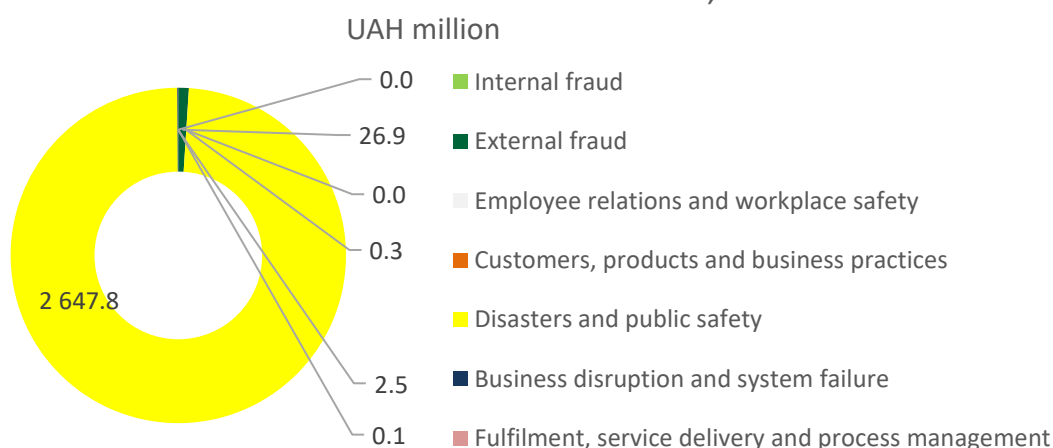 UAH million
0.0
Internal fraud
26.9
External fraud
0.0
Employee relations and workplace safety
0.3
Customers, products and business practices
2 647.8
Disasters and public safety
2.5
Business disruption and system failure
0.1
Fulfilment, service delivery and process management